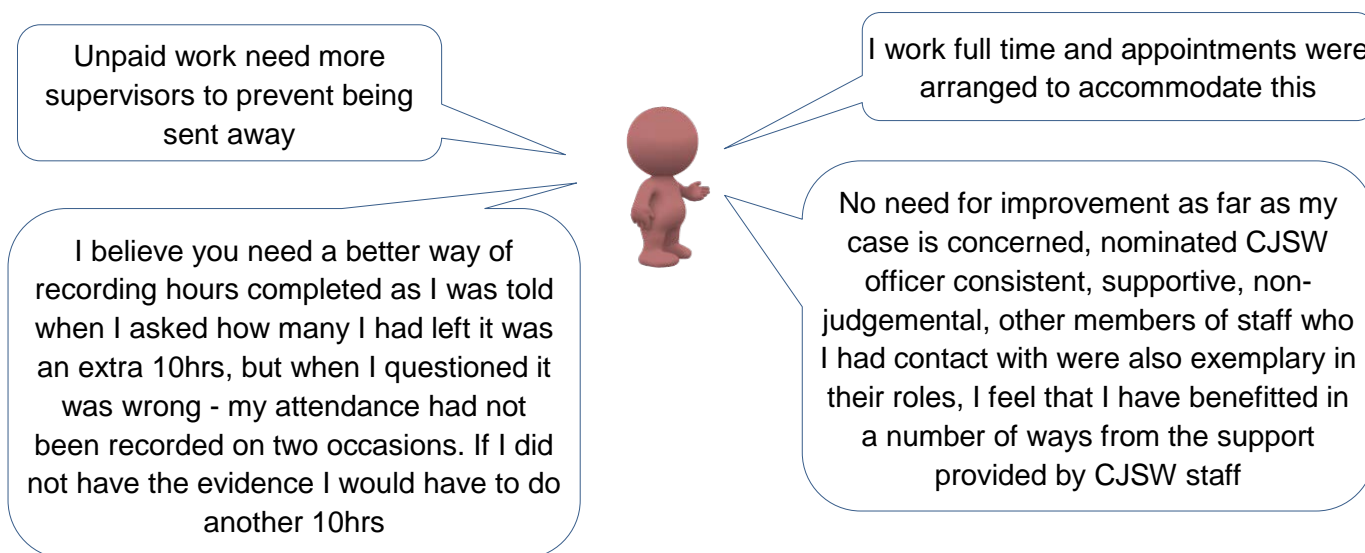 Unpaid work need more
supervisors to prevent being
sent away
I work full time and appointments were
arranged to accommodate this
I believe you need a better way of
recording hours completed as I was told
when I asked how many I had left it was
an extra 10hrs, but when I questioned it
was wrong - my attendance had not
been recorded on two occasions. If I did
not have the evidence I would have to do
another 10hrs
No need for improvement as far as my
case is concerned, nominated CJSW
officer consistent, supportive, non-
judgemental, other members of staff who
I had contact with were also exemplary in
their roles, I feel that I have benefitted in
a number of ways from the support
provided by CJSW staff